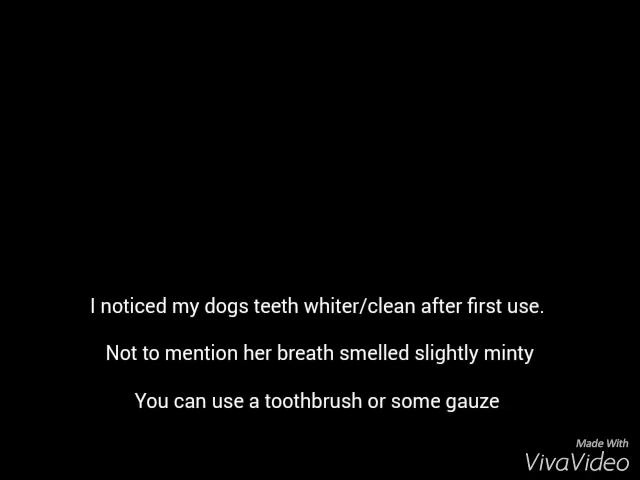 I noticed my dogs teeth whiter/clean after first use.
Not to mention her breath smelled slightly minty
You can use a toothbrush or some gauze
Made With
VivaVideo